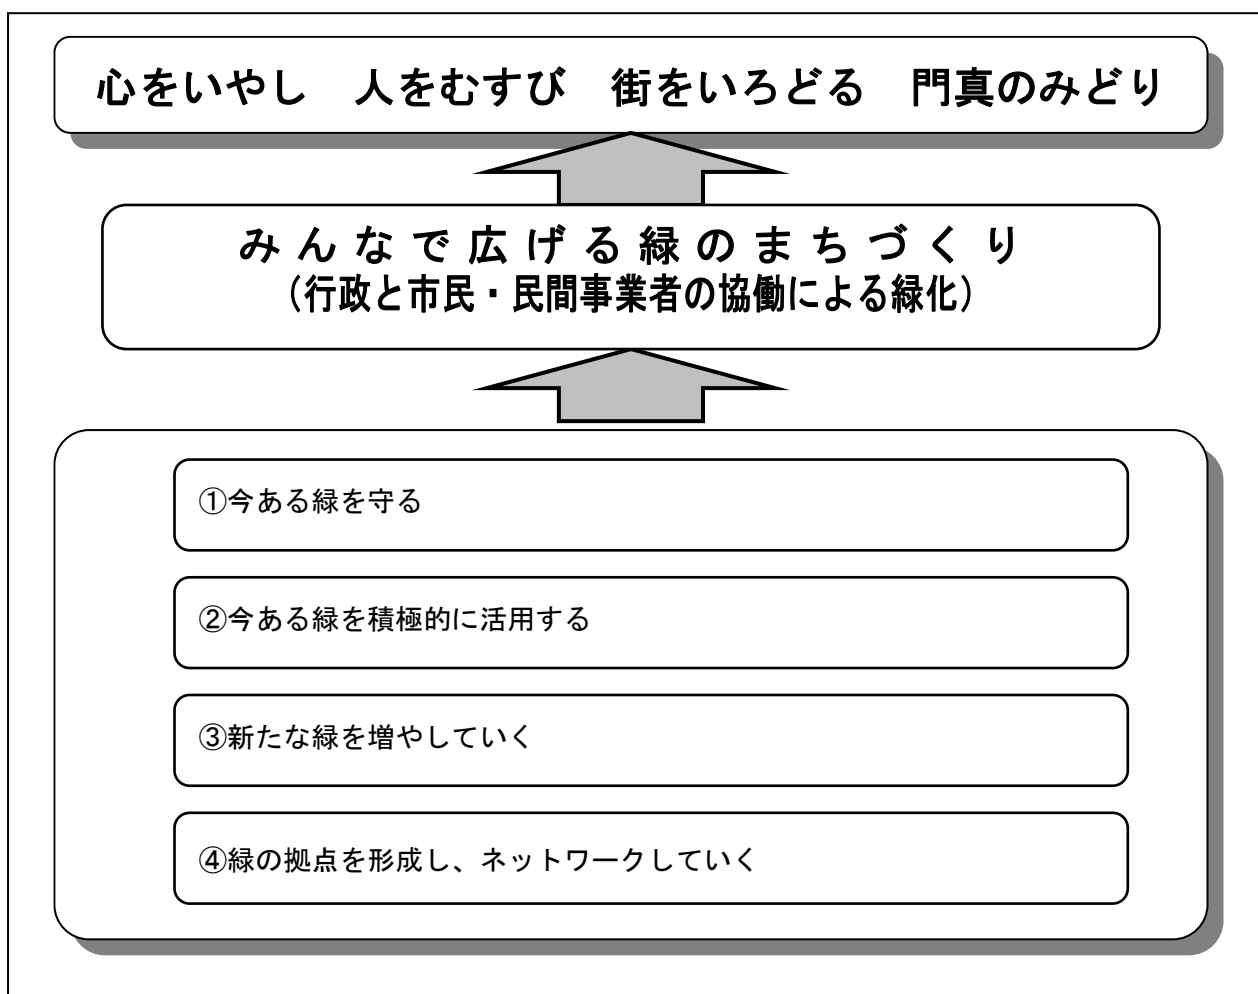 心をいやし　人をむすび　街をいろどる　門真のみどり
みんなで広げる緑のまちづくり
（行政と市民・民間事業者の協働による緑化）
①今ある緑を守る
②今ある緑を積極的に活用する
③新たな緑を増やしていく
④緑の拠点を形成し、ネットワークしていく